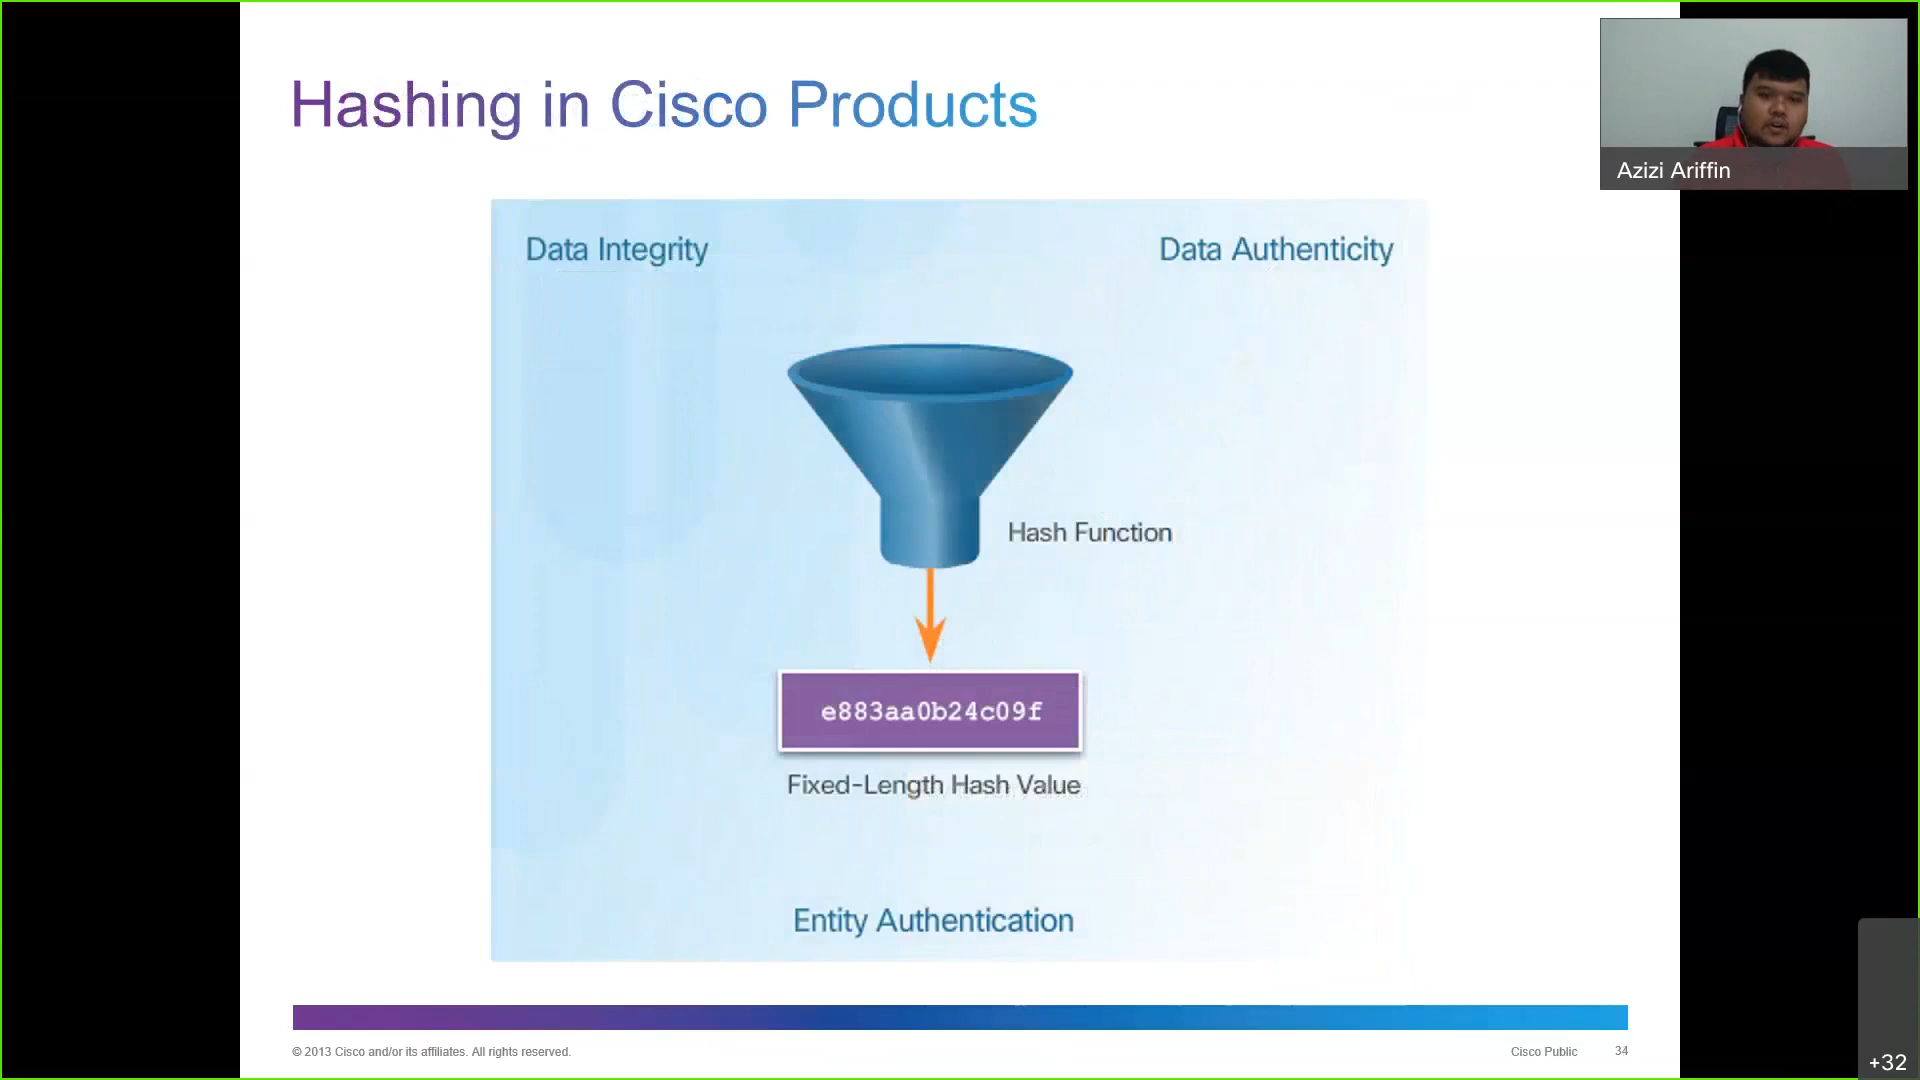 Hashing in Cisco Products
Azizi Ariffin
Data Integrity
Data Authenticity
Hash Function
e883aa0b24c09f
Fixed-Length Hash Value
Entity Authentication
© 2013 Cisco and/or its affiliates. All rights reserved.
Cisco Public
34
+32